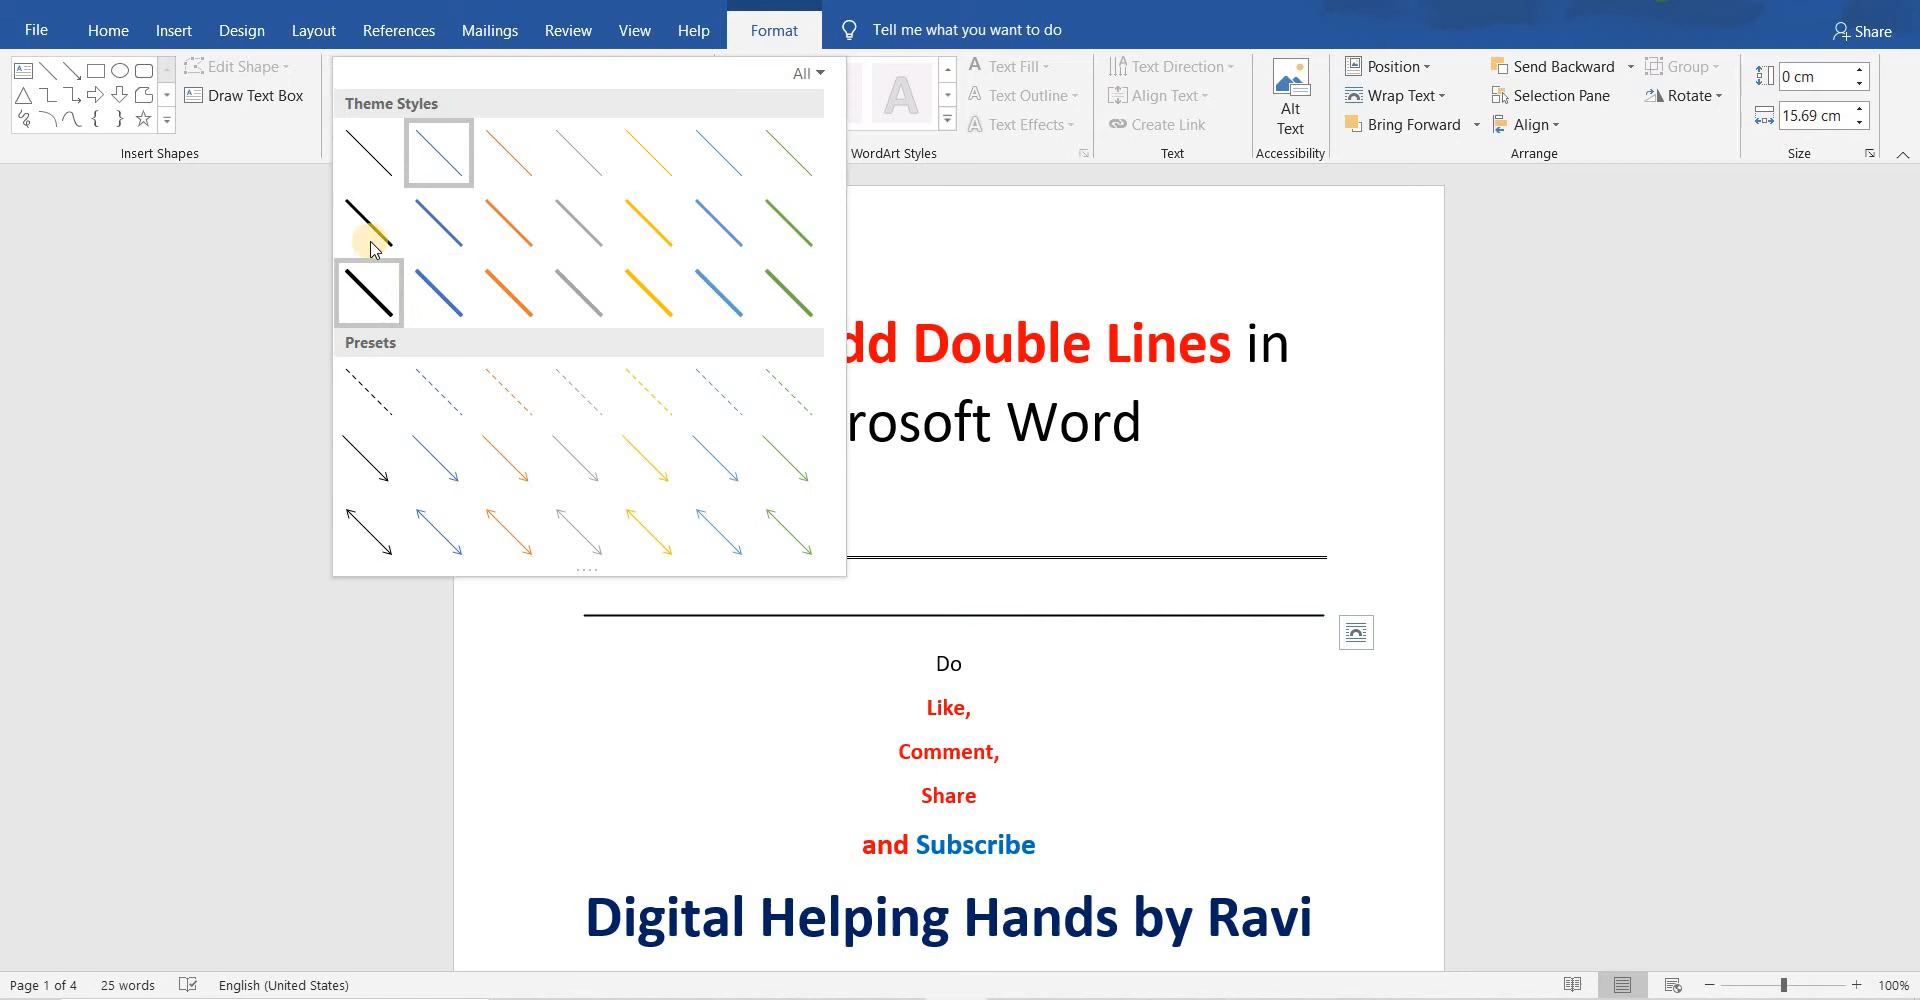 File Home Insert Design Layout References Mailings Review View Help Format Tell me what you want to do Share
Edit Shape
Draw Text Box
Insert Shapes
All
Theme Styles
Presets
A
WordArt Styles
A Text Fill
A Text Outline
A Text Effects
Text Direction
Align Text
Create Link
Text
Alt
Text
Accessibility
Position
Wrap Text
Bring Forward
Send Backward
Selection Pane
Align
Group
Rotate
Arrange
0 cm
15.69 cm
Size
dd Double Lines in
rosoft Word
Do
Like,
Comment,
Share
and Subscribe
Digital Helping Hands by Ravi
Page 1 of 4 25 words English (United States) 100%